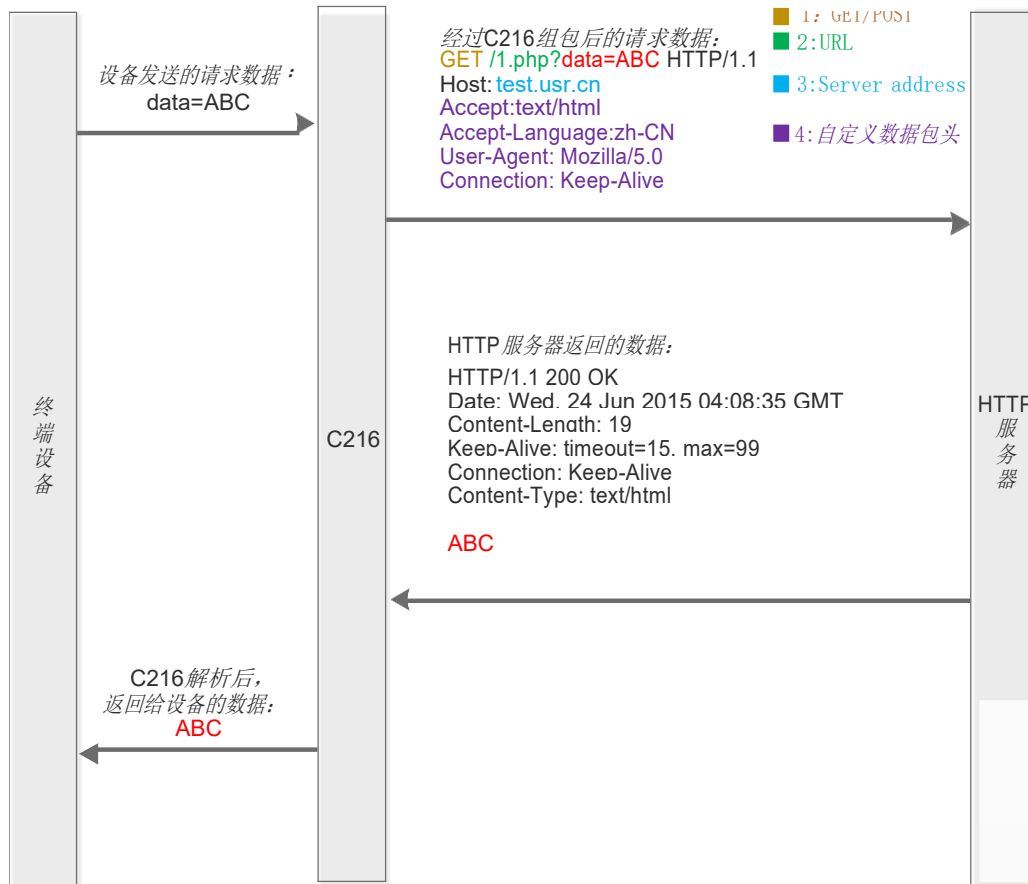 设备发送的请求数据：
data=ABC
经过C216组包后的请求数据：
GET /1.php?data=ABC HTTP/1.1
Host: test.usr.cn
Accept:text/html
Accept-Language:zh-CN
User-Agent: Mozilla/5.0
Connection: Keep-Alive
1: GET/POST
2:URL
3:Server address
4:自定义数据包头
HTTP服务器返回的数据：
HTTP/1.1 200 OK
Date: Wed, 24 Jun 2015 04:08:35 GMT
Content-Length: 19
Keep-Alive: timeout=15, max=99
Connection: Keep-Alive
Content-Type: text/html
ABC
终端设备
C216
HTTP
服务器
C216解析后，
返回给设备的数据：
ABC